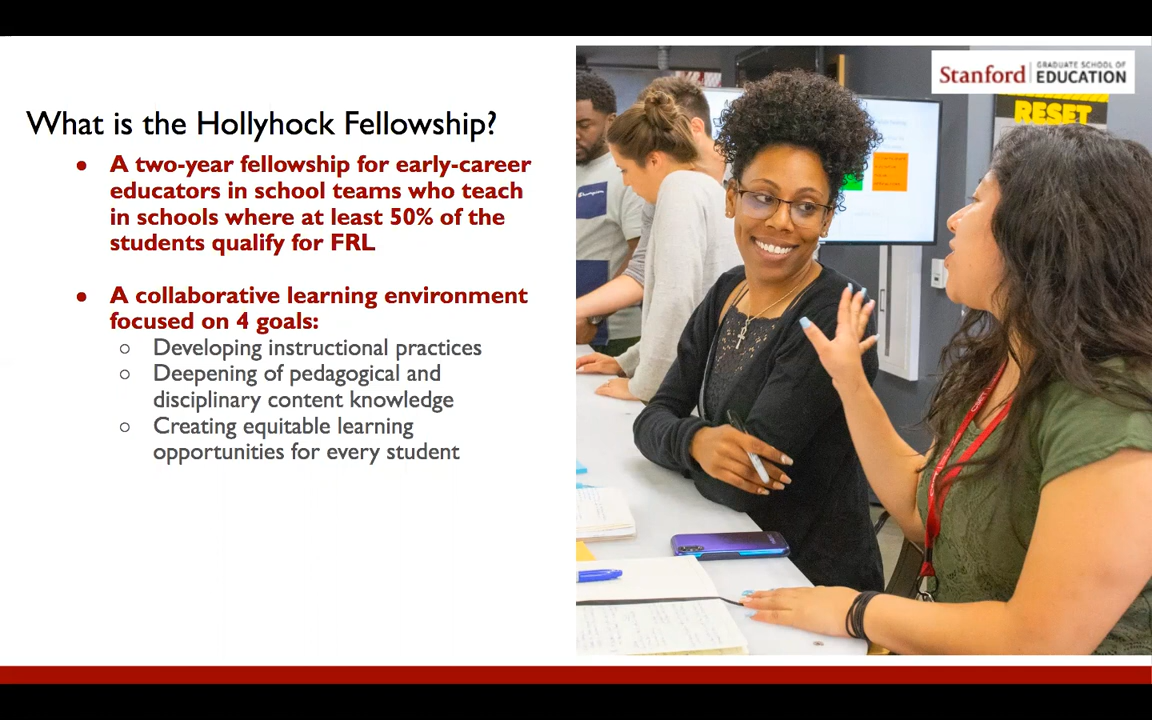 Stanford
GRADUATE SCHOOL OF
EDUCATION
RESET
What is the Hollyhock Fellowship?
• A two-year fellowship for early-career
educators in school teams who teach
in schools where at least 50% of the
students qualify for FRL
• A collaborative learning environment
focused on 4 goals:
○ Developing instructional practices
○ Deepening of pedagogical and
disciplinary content knowledge
○ Creating equitable learning
opportunities for every student